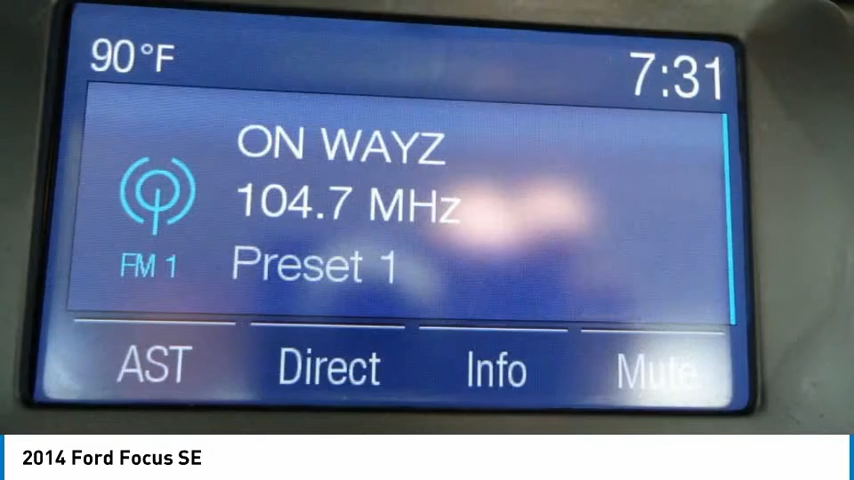 90°F
7:31
ON WAYZ
104.7 MHz
FM 1
Preset 1
AST
Direct
Info
Mute
2014 Ford Focus SE